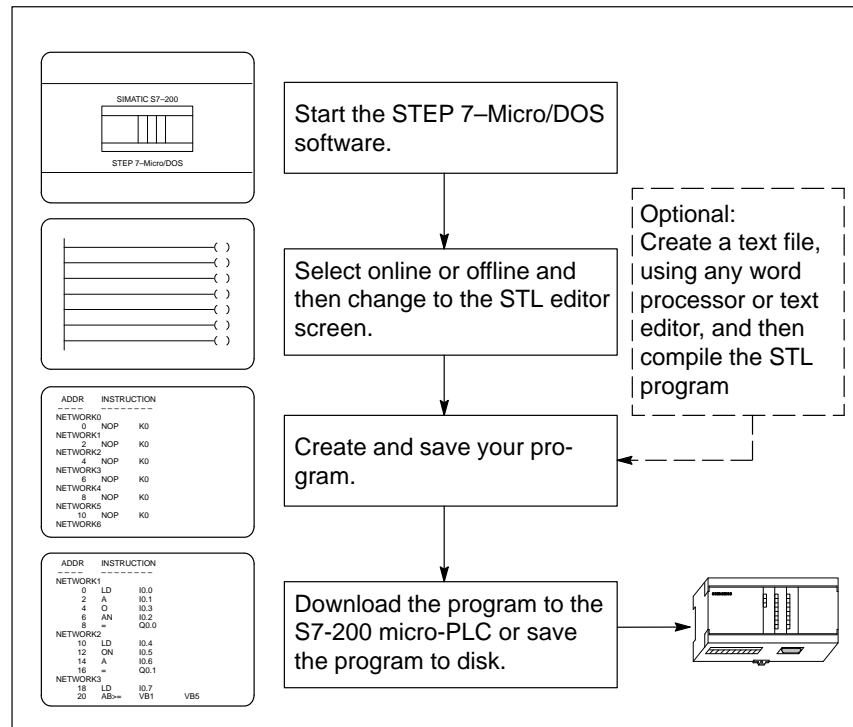 SIMATIC S7–200
STEP 7–Micro/DOS
Start the STEP 7–Micro/DOS
software.
Optional:
Create a text file,
using any word
processor or text
editor, and then
compile the STL
program
( )
( )
( )
( )
( )
( )
( )
Select online or offline and
then change to the STL editor
screen.
ADDR INSTRUCTION
NETWORK0
0 NOP K0
NETWORK1
2 NOP K0
NETWORK2
4 NOP K0
NETWORK3
6 NOP K0
NETWORK4
8 NOP K0
NETWORK5
10 NOP K0
NETWORK6
Create and save your pro-
gram.
ADDR INSTRUCTION
NETWORK1
0 LD I0.0
2 A I0.1
4 O I0.3
6 AN I0.2
8 = Q0.0
NETWORK2
10 LD I0.4
12 ON I0.5
14 A I0.6
16 = Q0.1
NETWORK3
18 LD I0.7
20 AB>= VB1 VB5
Download the program to the
S7-200 micro-PLC or save
the program to disk.